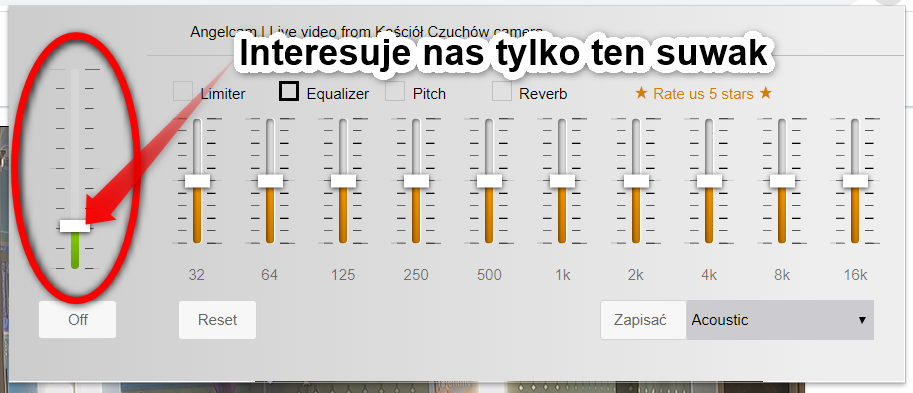 Angelcam | Live video from Kościół Czuchów camera
Interesuje nas tylko ten suwak
Limiter Equalizer Pitch Reverb ★ Rate us 5 stars ★
32 64 125 250 500 1k 2k 4k 8k 16k
Off Reset Zapisać Acoustic